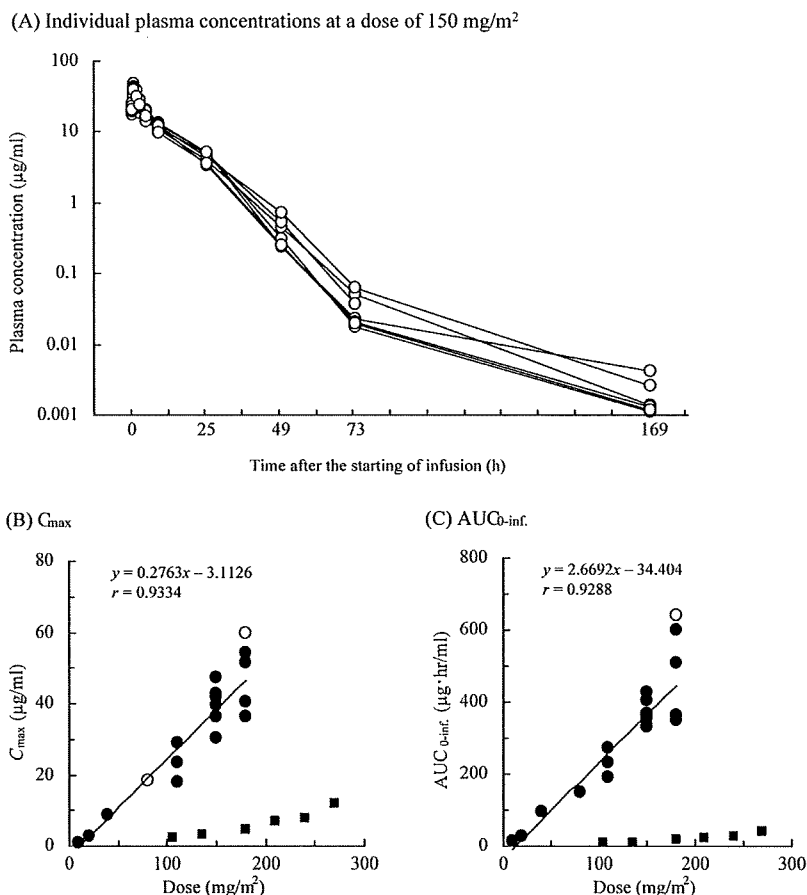 (A) Individual plasma concentrations at a dose of 150 mg/m²
100
10
1
0.1
0.01
0.001
Plasma concentration (µg/ml)
0 25 49 73 169
Time after the starting of infusion (h)
(B) Cmax
80
60
40
20
0
Cmax (µg/ml)
y = 0.2763x – 3.1126
r = 0.9334
0 100 200 300
Dose (mg/m²)
(C) AUC0-inf.
800
600
400
200
0
AUC 0-inf. (µg·hr/ml)
y = 2.6692x – 34.404
r = 0.9288
0 100 200 300
Dose (mg/m²)